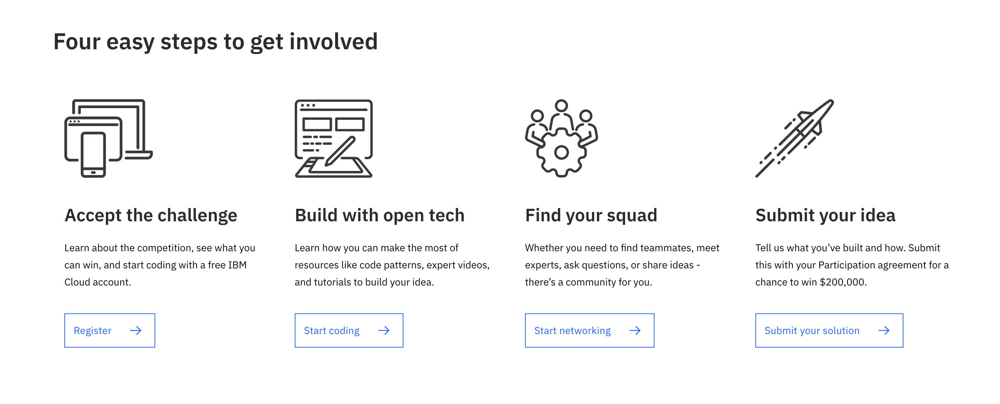 Four easy steps to get involved
Accept the challenge
Learn about the competition, see what you
can win, and start coding with a free IBM
Cloud account.
Register
Build with open tech
Learn how you can make the most of
resources like code patterns, expert videos,
and tutorials to build your idea.
Start coding
Find your squad
Whether you need to find teammates, meet
experts, ask questions, or share ideas -
there’s a community for you.
Start networking
Submit your idea
Tell us what you’ve built and how. Submit
this with your Participation agreement for a
chance to win $200,000.
Submit your solution